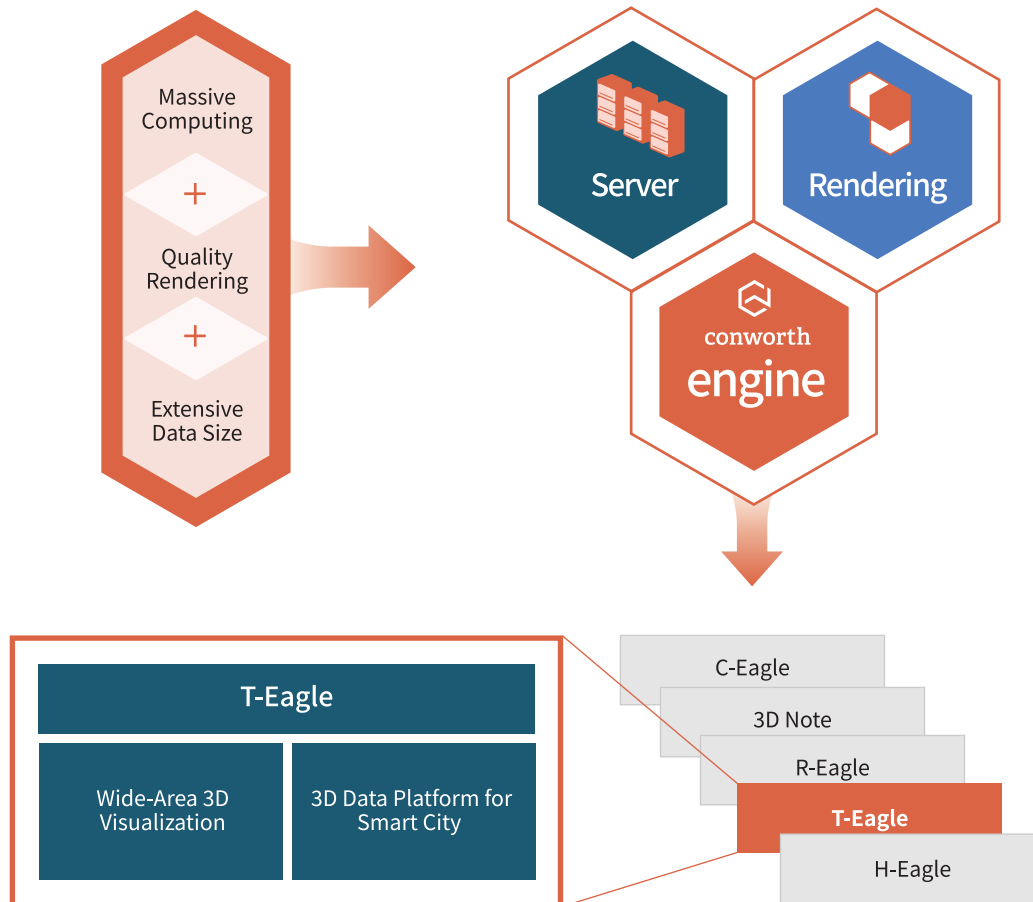 Massive
Computing
+
Quality
Rendering
+
Extensive
Data Size
Server
Rendering
conworth
engine
T-Eagle
Wide-Area 3D
Visualization
3D Data Platform for
Smart City
C-Eagle
3D Note
R-Eagle
T-Eagle
H-Eagle